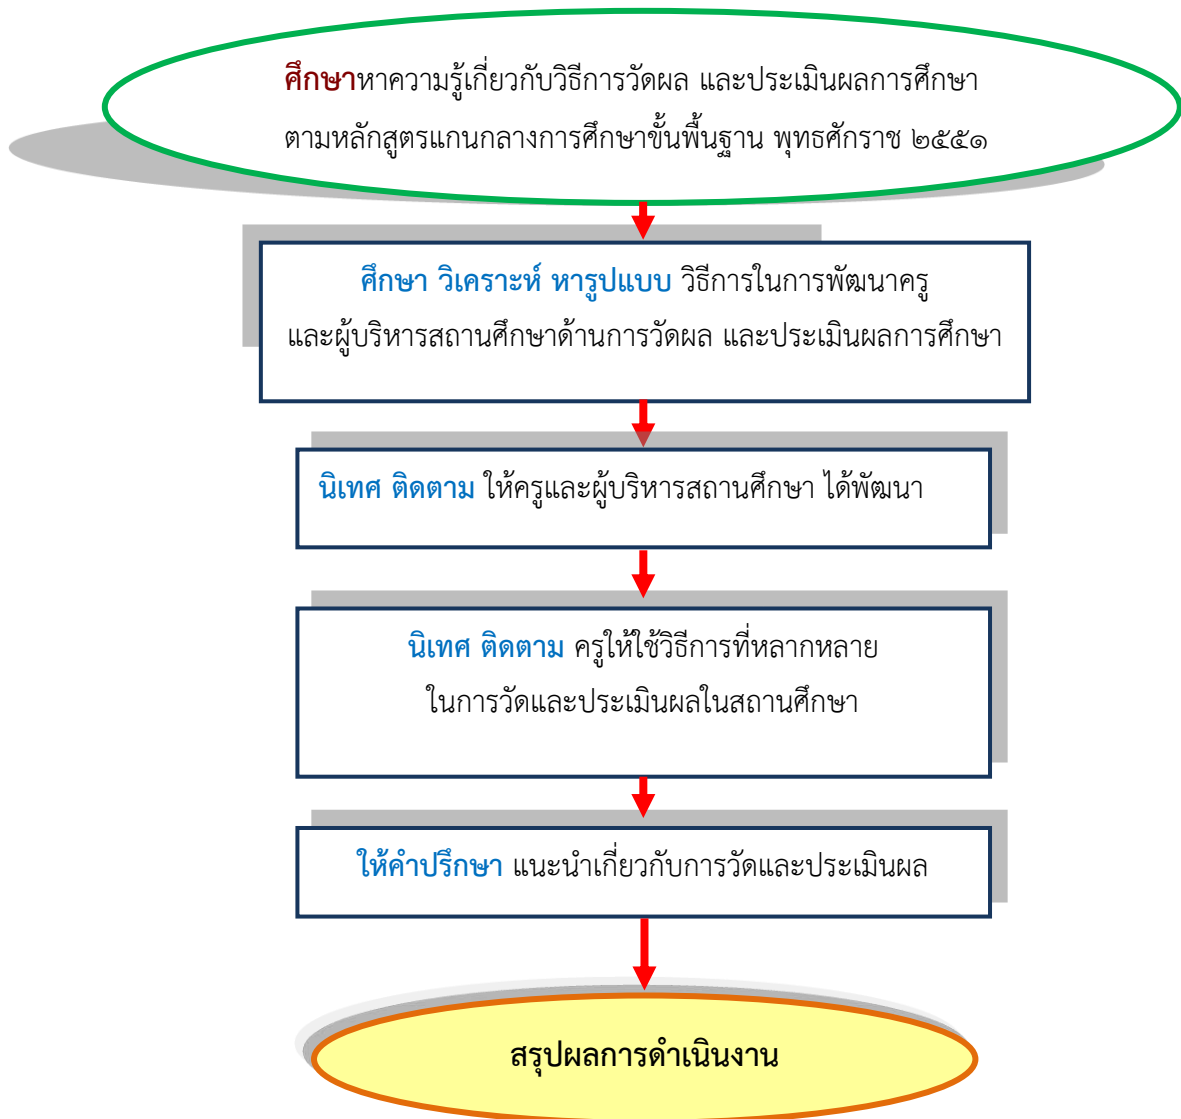 ศึกษาหาความรู้เกี่ยวกับวิธีการวัดผล และประเมินผลการศึกษา
ตามหลักสูตรแกนกลางการศึกษาขั้นพื้นฐาน พุทธศักราช ๒๕๕๑
ศึกษา วิเคราะห์ หารูปแบบ วิธีการในการพัฒนาครู
และผู้บริหารสถานศึกษาด้านการวัดผล และประเมินผลการศึกษา
นิเทศ ติดตาม ให้ครูและผู้บริหารสถานศึกษา ได้พัฒนา
นิเทศ ติดตาม ครูให้ใช้วิธีการที่หลากหลาย
ในการวัดและประเมินผลในสถานศึกษา
ให้คำปรึกษา แนะนำเกี่ยวกับการวัดและประเมินผล
สรุปผลการดำเนินงาน